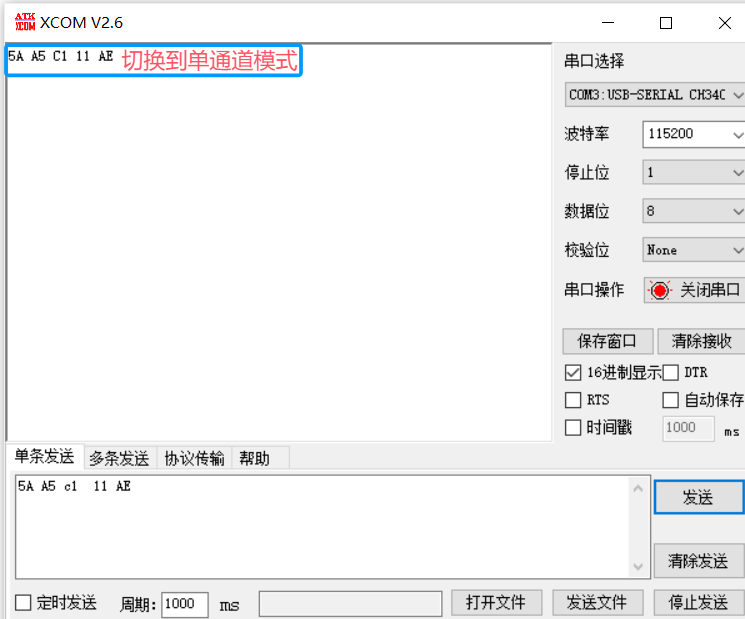 ATK XCOM XCOM V2.6
5A A5 C1 11 AE 切换到单通道模式
串口选择
COM3:USB-SERIAL CH340
波特率 115200
停止位 1
数据位 8
校验位 None
串口操作 关闭串口
保存窗口 清除接收
16进制显示 DTR
RTS 自动保存
时间戳 1000 ms
单条发送 多条发送 协议传输 帮助
5A A5 c1 11 AE
发送
清除发送
定时发送 周期: 1000 ms 打开文件 发送文件 停止发送